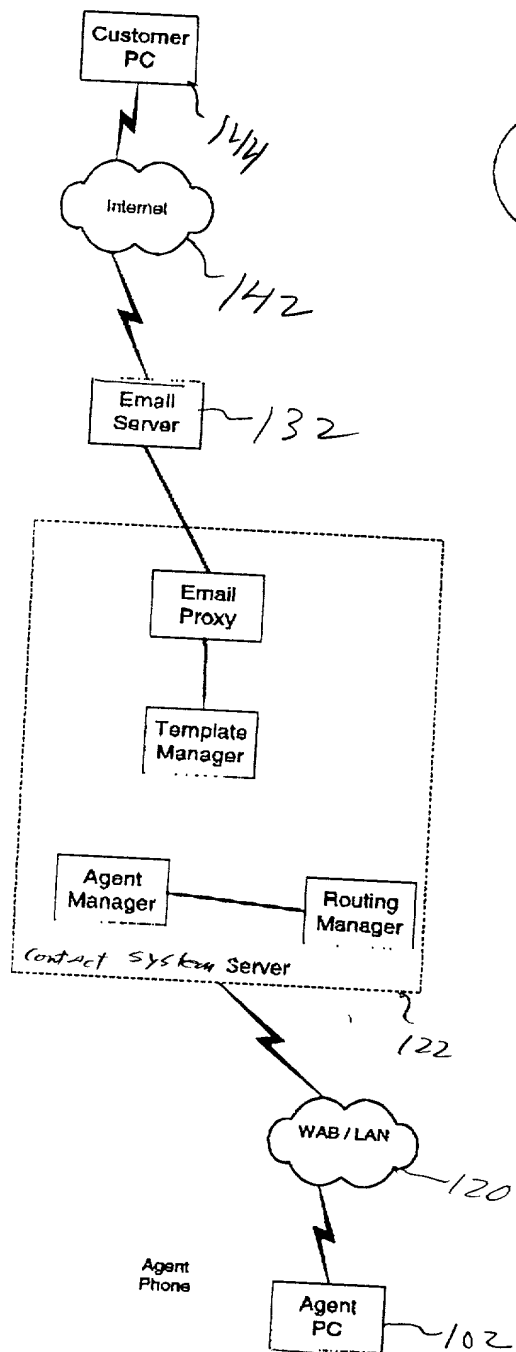 Customer
PC
144
Internet
142
Email
Server
132
Email
Proxy
Template
Manager
Agent
Manager
Routing
Manager
Contact System Server
122
WAB / LAN
120
Agent
Phone
Agent
PC
102